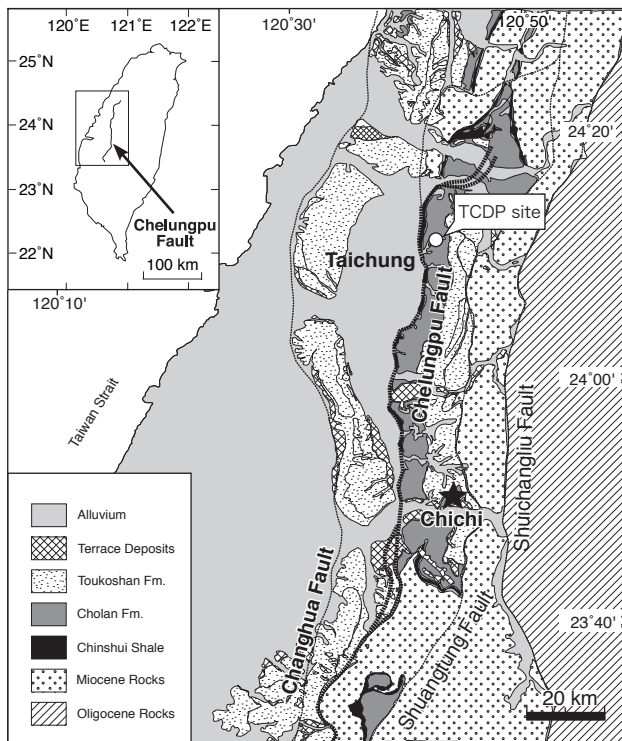 120˚E
121˚E
122˚E
25˚N
24˚N
23˚N
22˚N
Chelungpu
Fault
100 km
120˚30'
120˚50'
24˚20'
TCDP site
Taichung
Chelungpu Fault
120˚10'
Taiwan Strait
24˚00'
Shuichangliu Fault
Chichi
Changhua Fault
Shuangtung Fault
23˚40'
20 km
Alluvium
Terrace Deposits
Toukoshan Fm.
Cholan Fm.
Chinshui Shale
Miocene Rocks
Oligocene Rocks